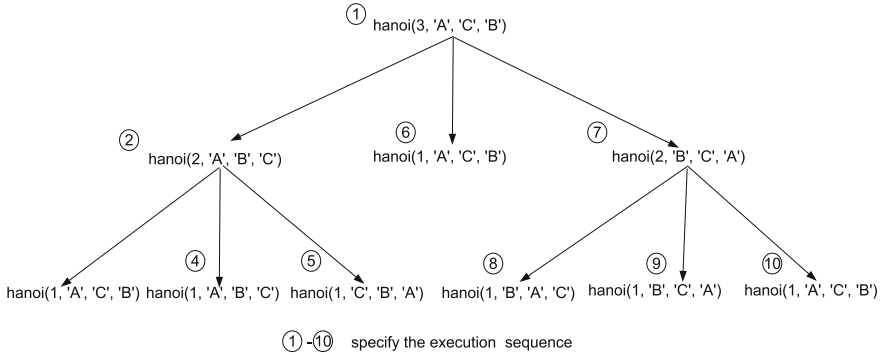 ① hanoi(3, 'A', 'C', 'B')
② hanoi(2, 'A', 'B', 'C')
⑥ hanoi(1, 'A', 'C', 'B')
⑦ hanoi(2, 'B', 'C', 'A')
hanoi(1, 'A', 'C', 'B')
④ hanoi(1, 'A', 'B', 'C')
⑤ hanoi(1, 'C', 'B', 'A')
⑧ hanoi(1, 'B', 'A', 'C')
⑨ hanoi(1, 'B', 'C', 'A')
⑩ hanoi(1, 'A', 'C', 'B')
①-⑩ specify the execution sequence